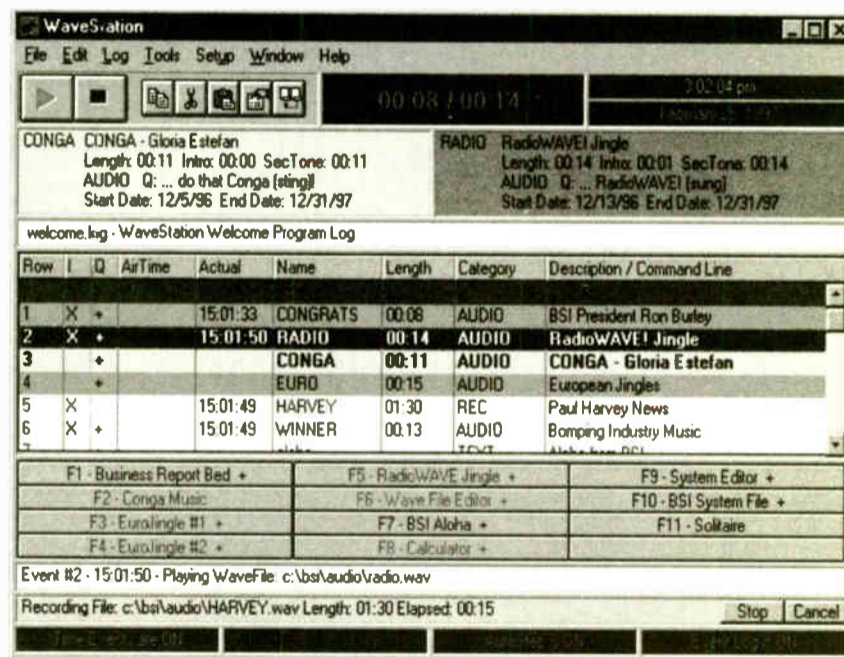 WaveStation
File Edit Log Tools Setup Window Help
00:08 / 00:14
3:02:04 pm
CONGA CONGA - Gloria Estefan
Length: 00:11 Intro: 00:00 SecTone: 00:11
AUDIO Q: ... do that Conga [sting]!
Start Date: 12/5/96 End Date: 12/31/97
RADIO RadioWAVE! Jingle
Length: 00:14 Intro: 00:01 SecTone: 00:14
AUDIO Q: ... RadioWAVE! [sung]
Start Date: 12/13/96 End Date: 12/31/97
welcome.log - WaveStation Welcome Program Log
Row I Q AirTime Actual Name Length Category Description / Command Line
1 X + 15:01:33 CONGRATS 00:08 AUDIO BSI President Ron Burley
2 X + 15:01:50 RADIO 00:14 AUDIO RadioWAVE! Jingle
3 + CONGA 00:11 AUDIO CONGA - Gloria Estefan
4 + EURO 00:15 AUDIO European Jingles
5 X 15:01:49 HARVEY 01:30 REC Paul Harvey News
6 X + 15:01:49 WINNER 00:13 AUDIO Bomping Industry Music
F1 - Business Report Bed + F5 - RadioWAVE Jingle + F9 - System Editor +
F2 - Conga Music F6 - Wave File Editor + F10 - BSI System File +
F3 - EuroJingle #1 + F7 - BSI Aloha + F11 - Solitaire
F4 - EuroJingle #2 + F8 - Calculator +
Event #2 - 15:01:50 - Playing WaveFile: c:\bsi\audio\radio.wav
Recording File: c:\bsi\audio\HARVEY.wav Length: 01:30 Elapsed: 00:15 Stop Cancel